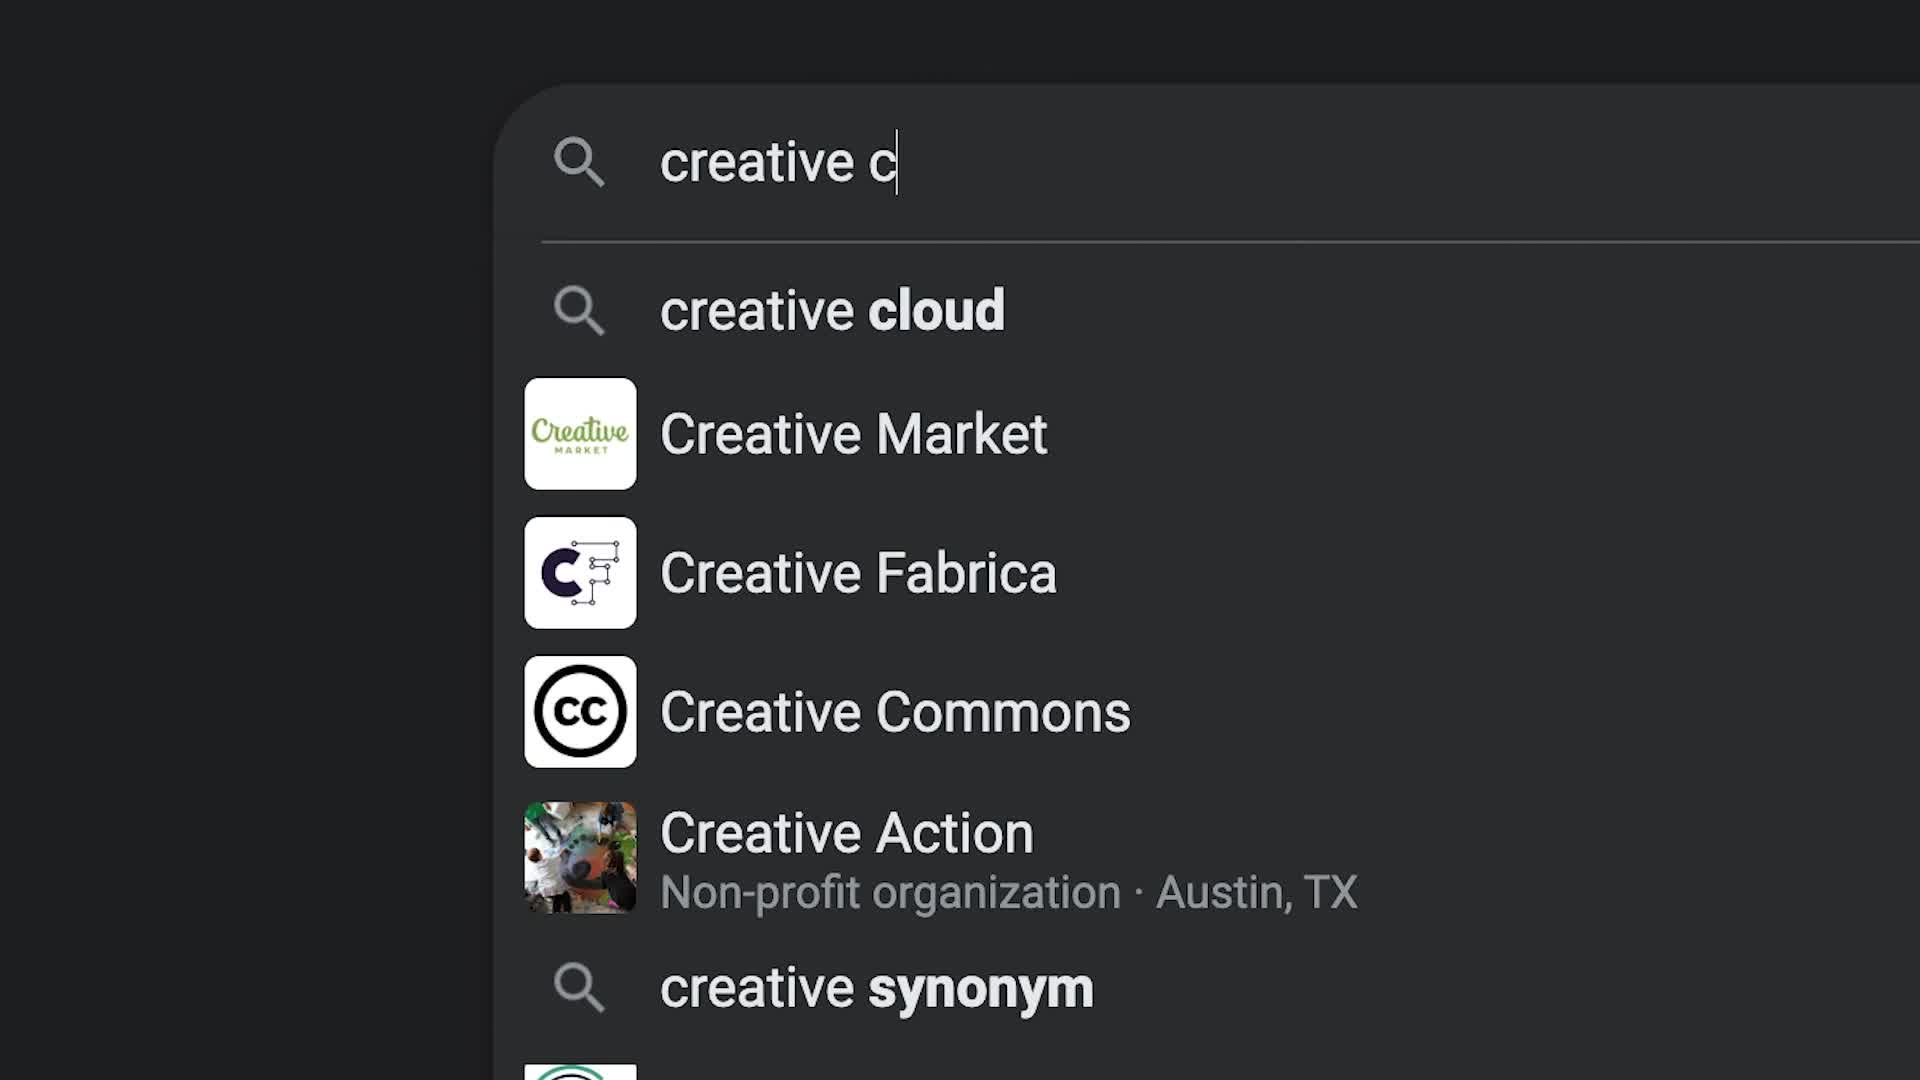 creative c
creative cloud
Creative
MARKET
Creative Market
CF
Creative Fabrica
cc
Creative Commons
Creative Action
Non-profit organization · Austin, TX
creative synonym